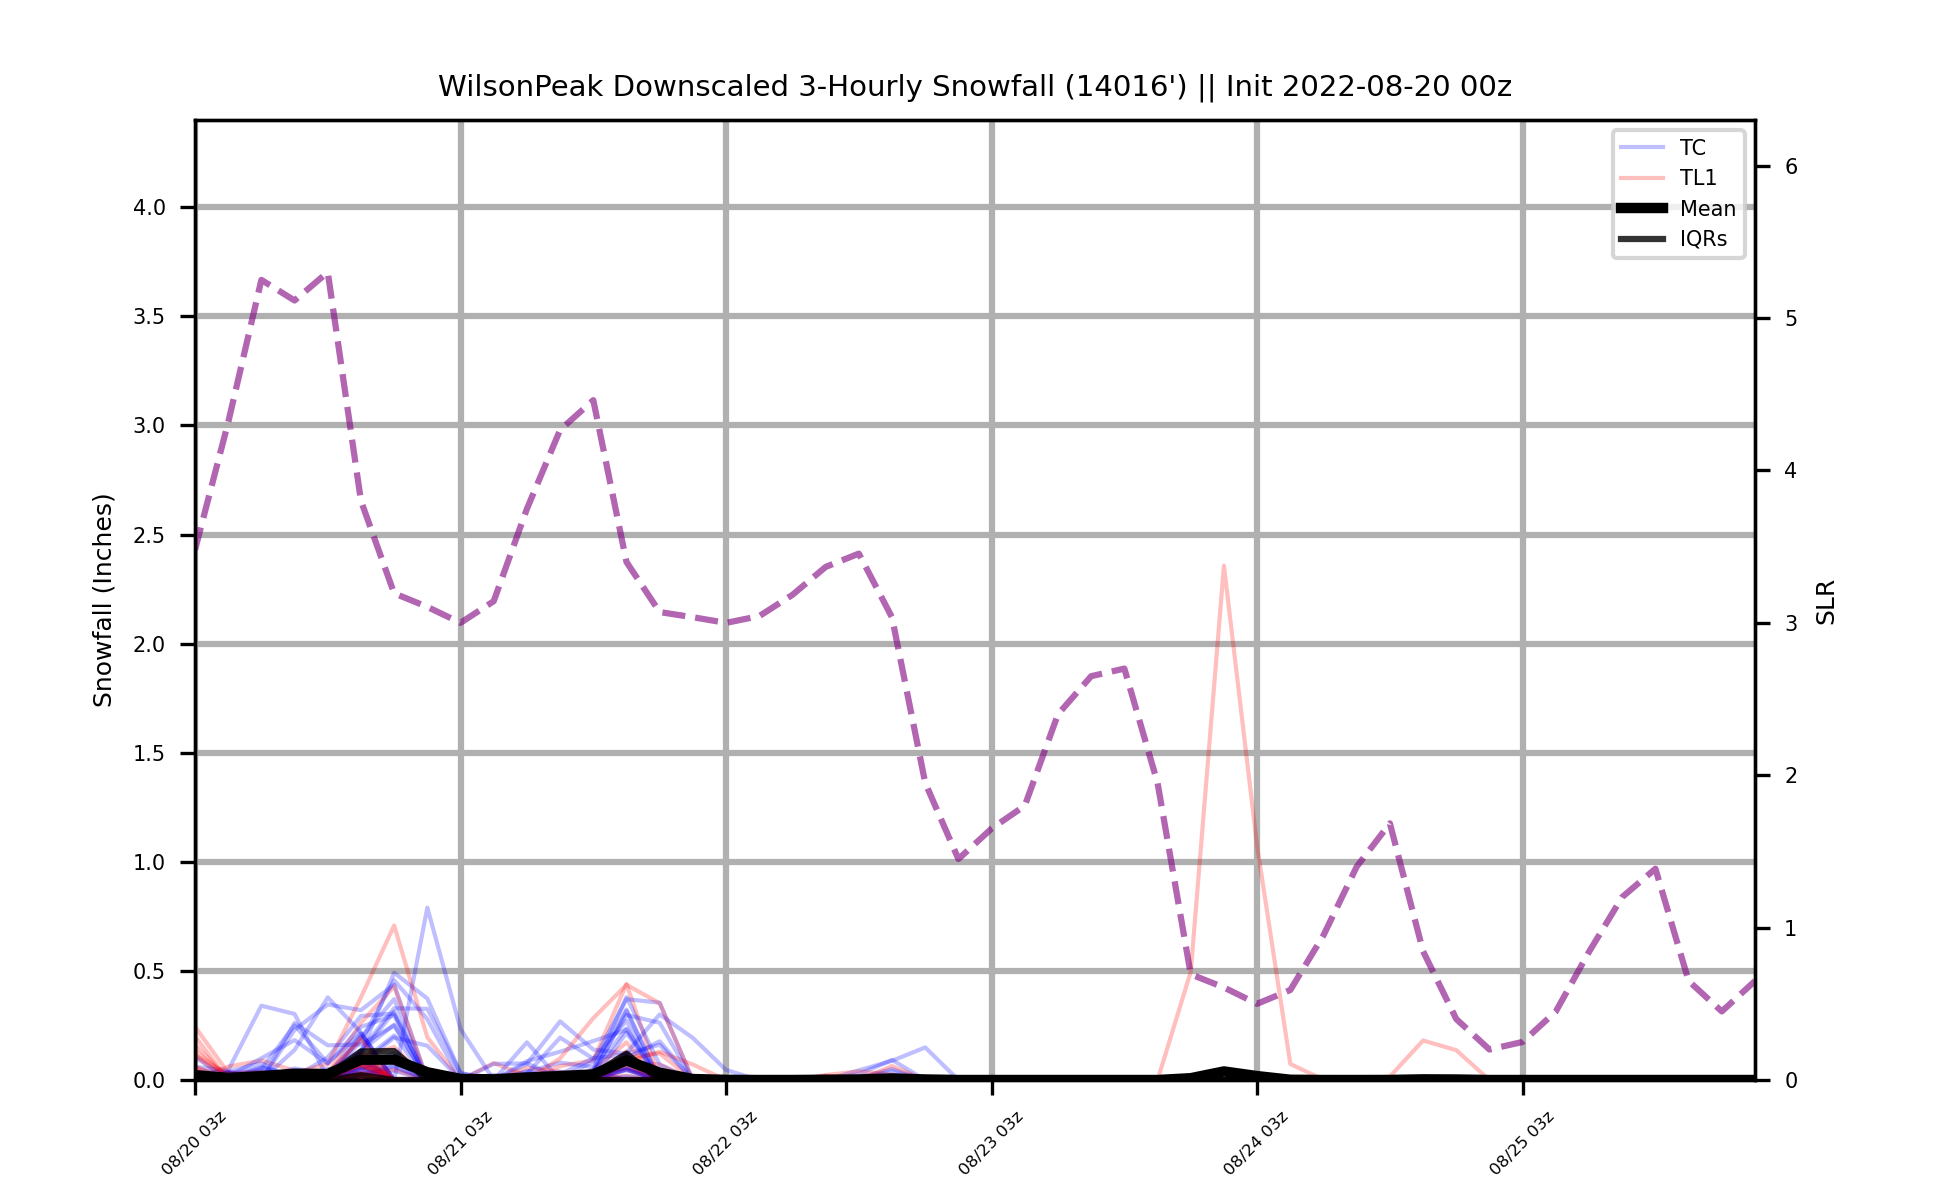 WilsonPeak Downscaled 3-Hourly Snowfall (14016') || Init 2022-08-20 00z
TC
TL1
Mean
IQRs
Snowfall (Inches)
4.0
3.5
3.0
2.5
2.0
1.5
1.0
0.5
0.0
6
5
4
3
2
1
0
SLR
08/20 03z
08/21 03z
08/22 03z
08/23 03z
08/24 03z
08/25 03z